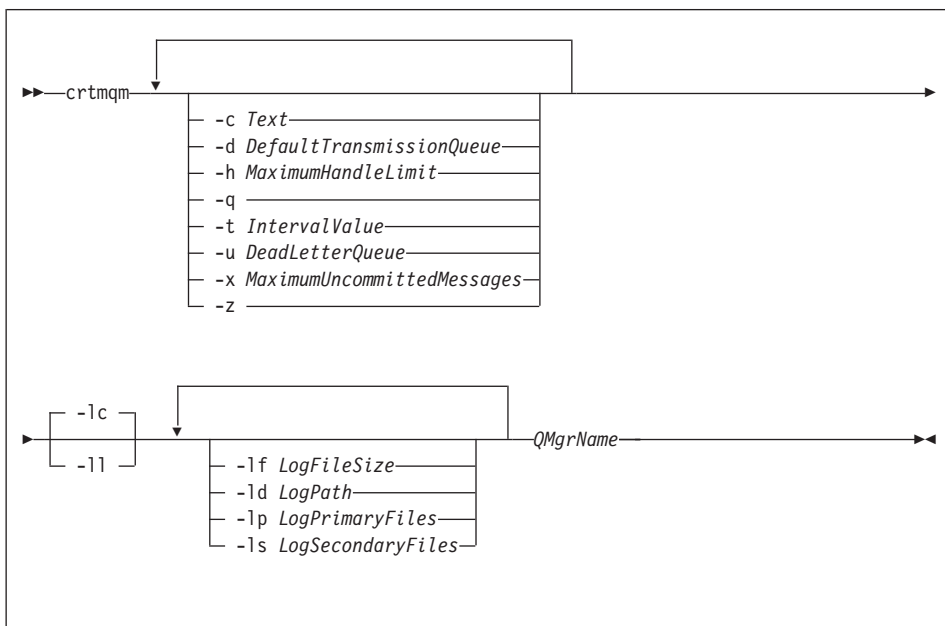 crtmqm
-c Text
-d DefaultTransmissionQueue
-h MaximumHandleLimit
-q
-t IntervalValue
-u DeadLetterQueue
-x MaximumUncommittedMessages
-z
-lc
-ll
-lf LogFileSize
-ld LogPath
-lp LogPrimaryFiles
-ls LogSecondaryFiles
QMgrName